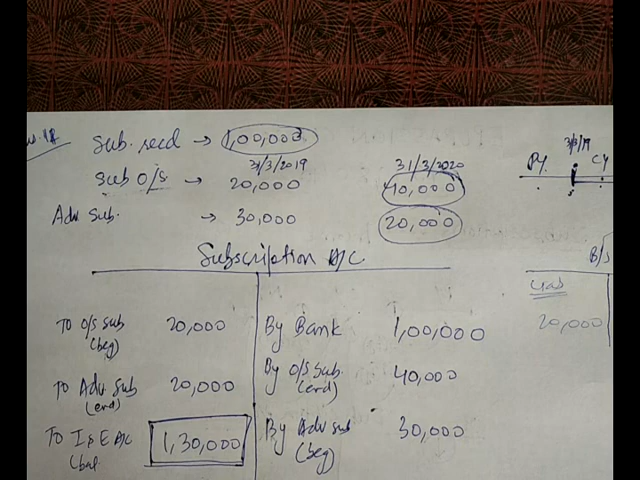 Sub. recd → 1,00,000
31/3/2019 31/3/2020
Sub O/s → 20,000 40,000
Adv Sub. → 30,000 20,000
P.Y. C.Y
Subscription A/C
B/S
Liab
20,000
To O/s Sub (beg) 20,000 By Bank 1,00,000
To Adv Sub (end) 20,000 By O/s Sub. (end) 40,000
To I & E A/C (bal 1,30,000 By Adv Sub (beg) 30,000